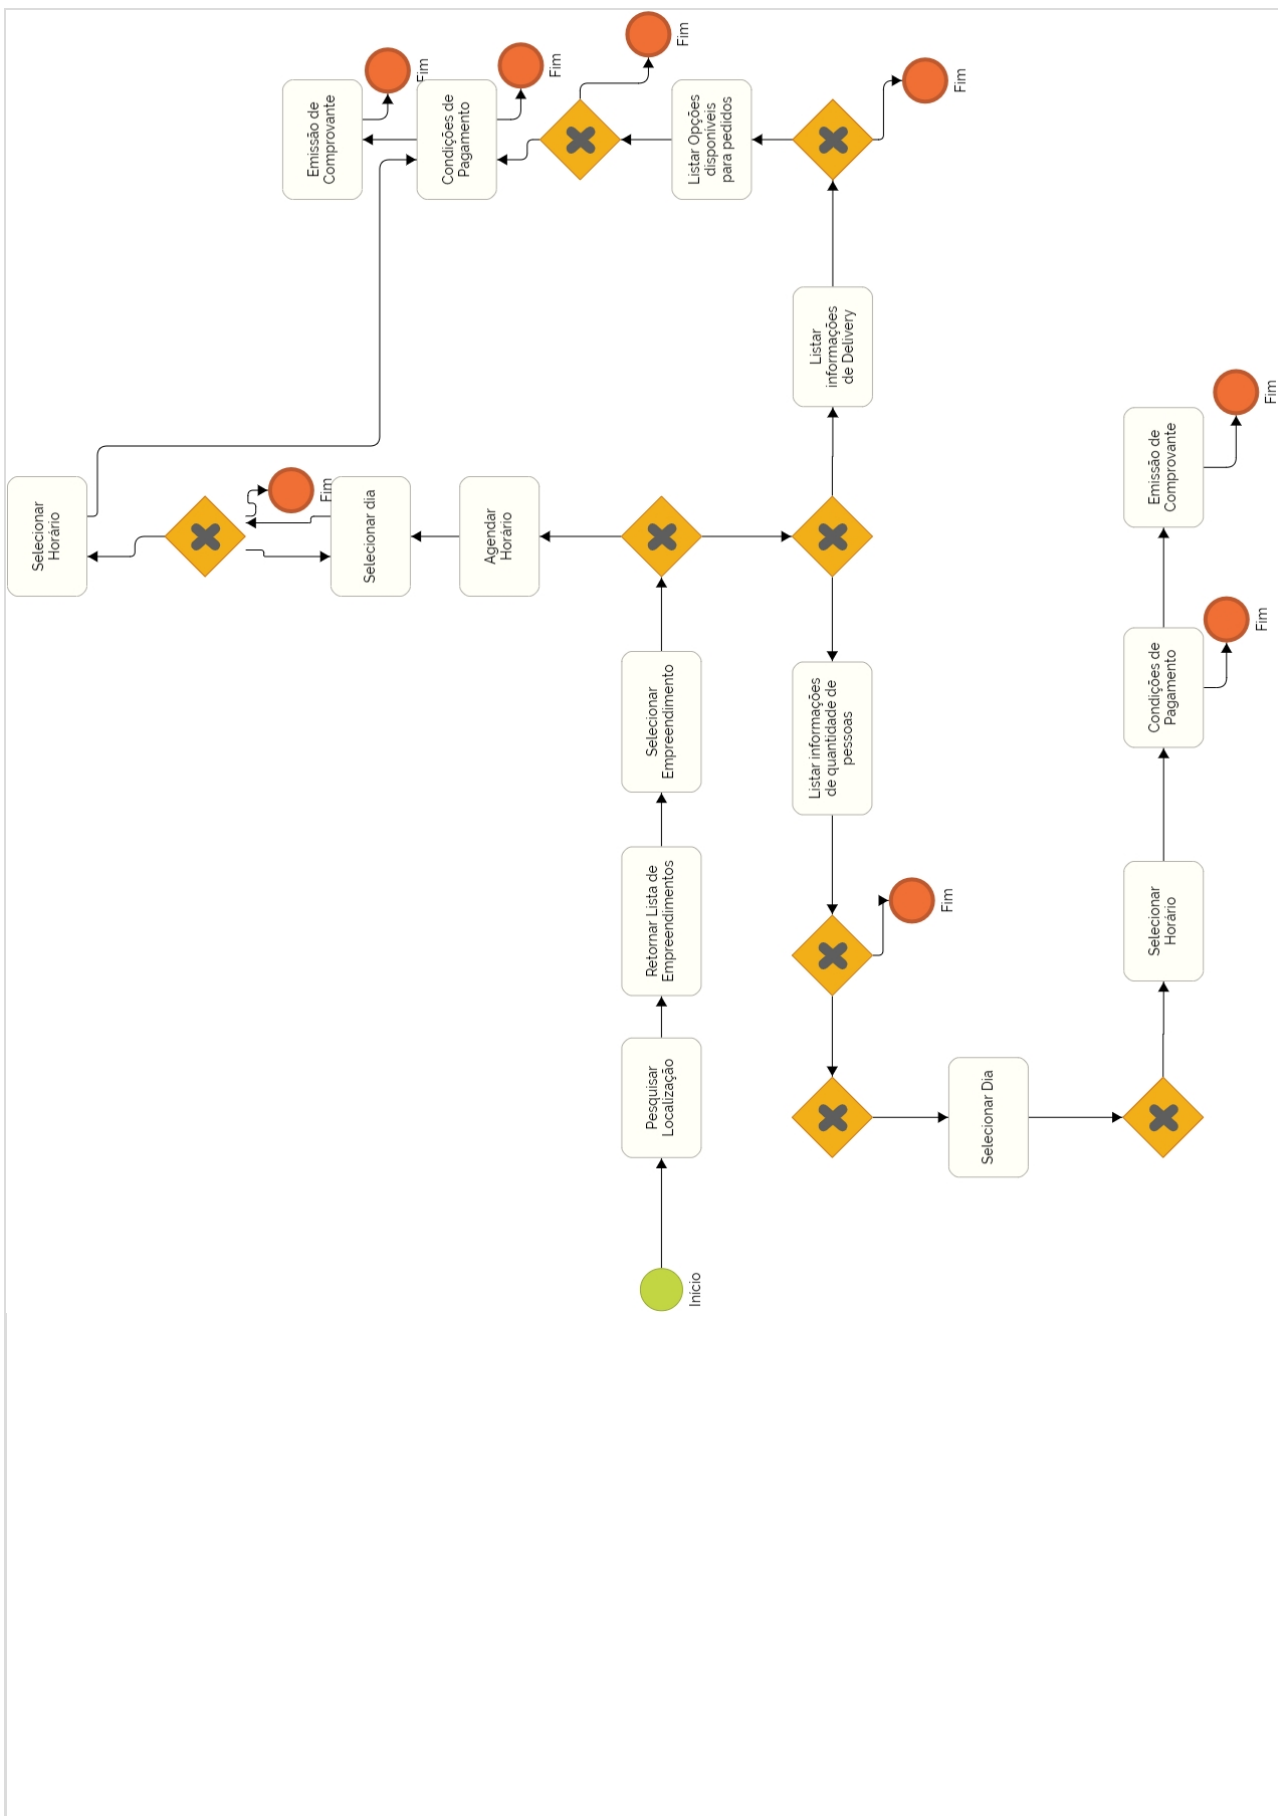 Selecionar
Horário
Emissão de
Comprovante
Fim
Selecionar dia
Fim
Condições de
Pagamento
Fim
Agendar
Horário
Fim
Início
Pesquisar
Localização
Retornar Lista de
Empreendimentos
Selecionar
Empreendimento
Listar Opções
disponíveis
para pedidos
Listar informações
de quantidade de
pessoas
Listar
informações
de Delivery
Fim
Fim
Selecionar Dia
Selecionar
Horário
Condições de
Pagamento
Emissão de
Comprovante
Fim
Fim